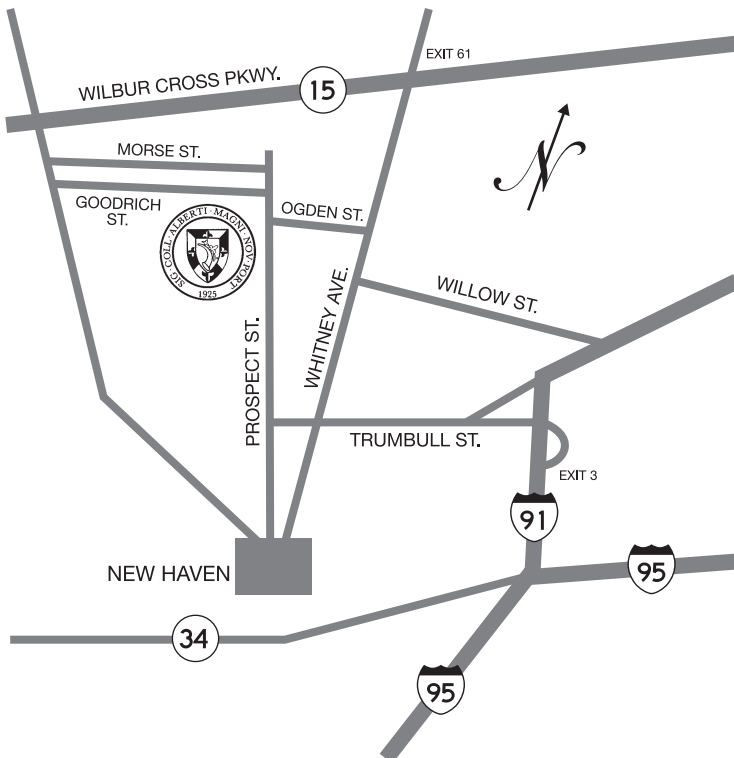 EXIT 61
WILBUR CROSS PKWY.
15
MORSE ST.
N
GOODRICH
ST.
OGDEN ST.
SIG·COLL·ALBERTI·MAGNI·NOV·PORT
1925
WHITNEY AVE.
WILLOW ST.
PROSPECT ST.
TRUMBULL ST.
EXIT 3
91
NEW HAVEN
95
34
95